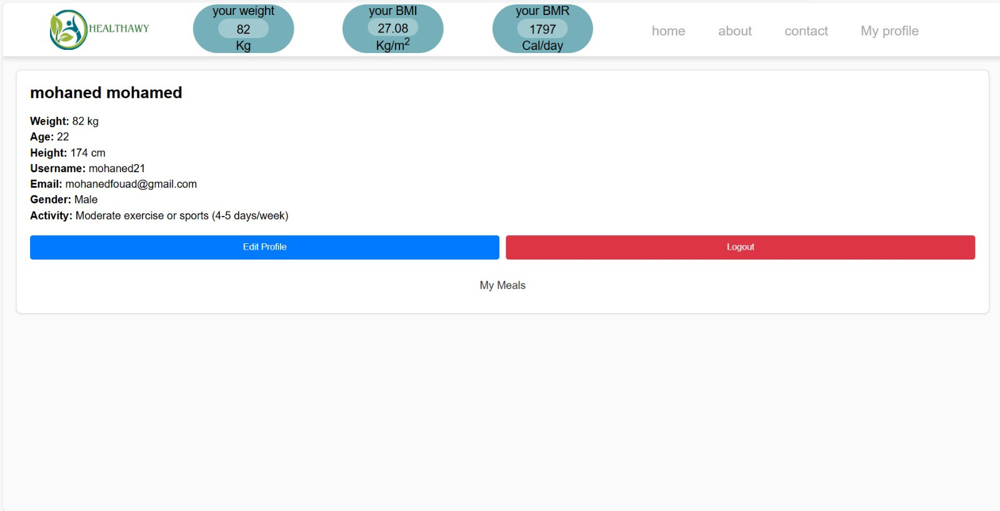 HEALTHAWY
your weight
82
Kg
your BMI
27.08
Kg/m²
your BMR
1797
Cal/day
home about contact My profile
mohaned mohamed
Weight: 82 kg
Age: 22
Height: 174 cm
Username: mohaned21
Email: mohanedfouad@gmail.com
Gender: Male
Activity: Moderate exercise or sports (4-5 days/week)
Edit Profile Logout
My Meals